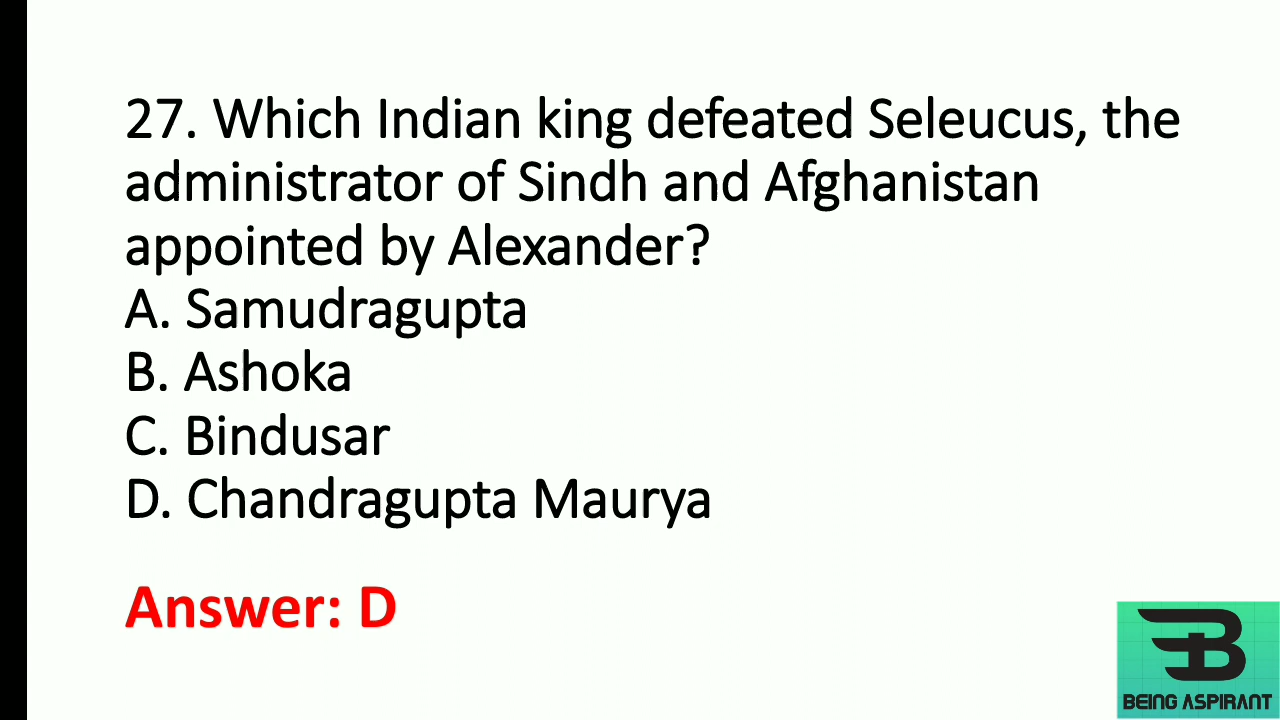 27. Which Indian king defeated Seleucus, the
administrator of Sindh and Afghanistan
appointed by Alexander?
A. Samudragupta
B. Ashoka
C. Bindusar
D. Chandragupta Maurya
Answer: D
BEING ASPIRANT